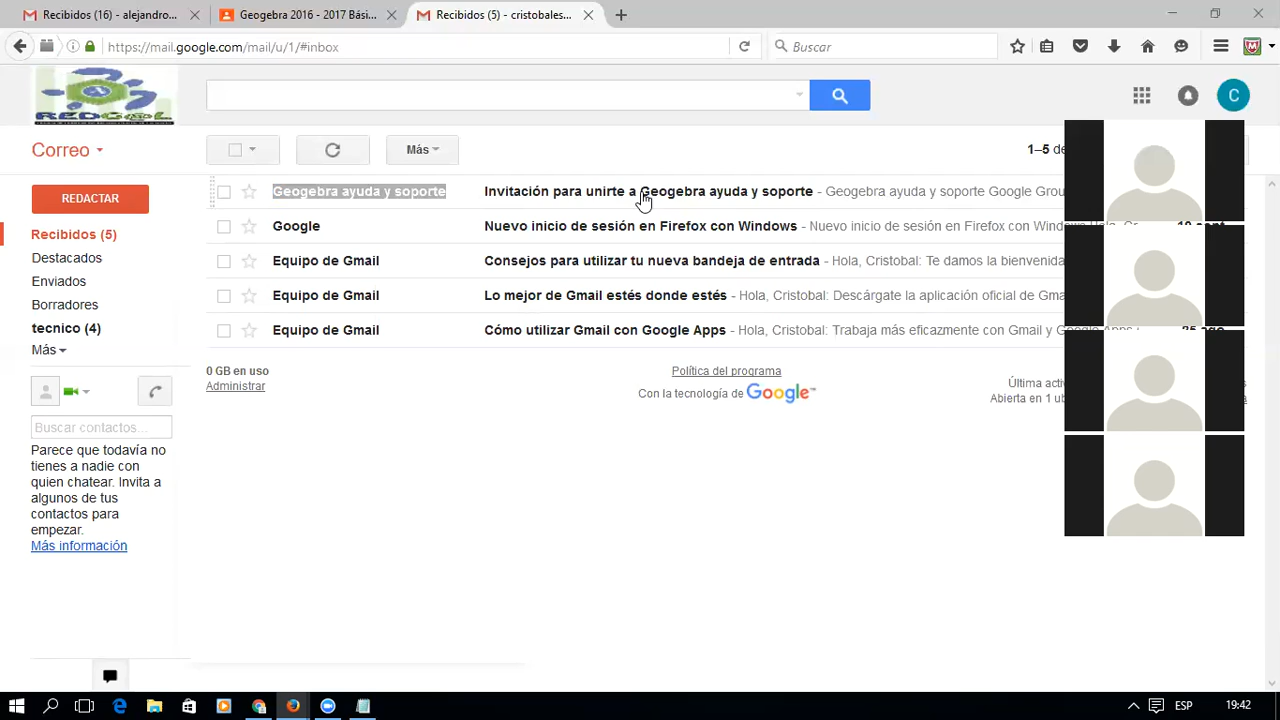 Recibidos (16) - alejandro...
Geogebra 2016 - 2017 Bási...
Recibidos (5) - cristobales...
https://mail.google.com/mail/u/1/#inbox
Buscar
REDC@L
C
Correo
Más
1–5 de
REDACTAR
Geogebra ayuda y soporte Invitación para unirte a Geogebra ayuda y soporte - Geogebra ayuda y soporte Google Grou
Google Nuevo inicio de sesión en Firefox con Windows - Nuevo inicio de sesión en Firefox con Windows
Equipo de Gmail Consejos para utilizar tu nueva bandeja de entrada - Hola, Cristobal: Te damos la bienvenida
Equipo de Gmail Lo mejor de Gmail estés donde estés - Hola, Cristobal: Descárgate la aplicación oficial de Gma
Equipo de Gmail Cómo utilizar Gmail con Google Apps - Hola, Cristobal: Trabaja más eficazmente con Gmail y Google Apps
Recibidos (5)
Destacados
Enviados
Borradores
tecnico (4)
Más
0 GB en uso
Administrar
Política del programa
Con la tecnología de Google™
Última activ
Abierta en 1 ub
Buscar contactos...
Parece que todavía no
tienes a nadie con
quien chatear. Invita a
algunos de tus
contactos para
empezar.
Más información
ESP
19:42